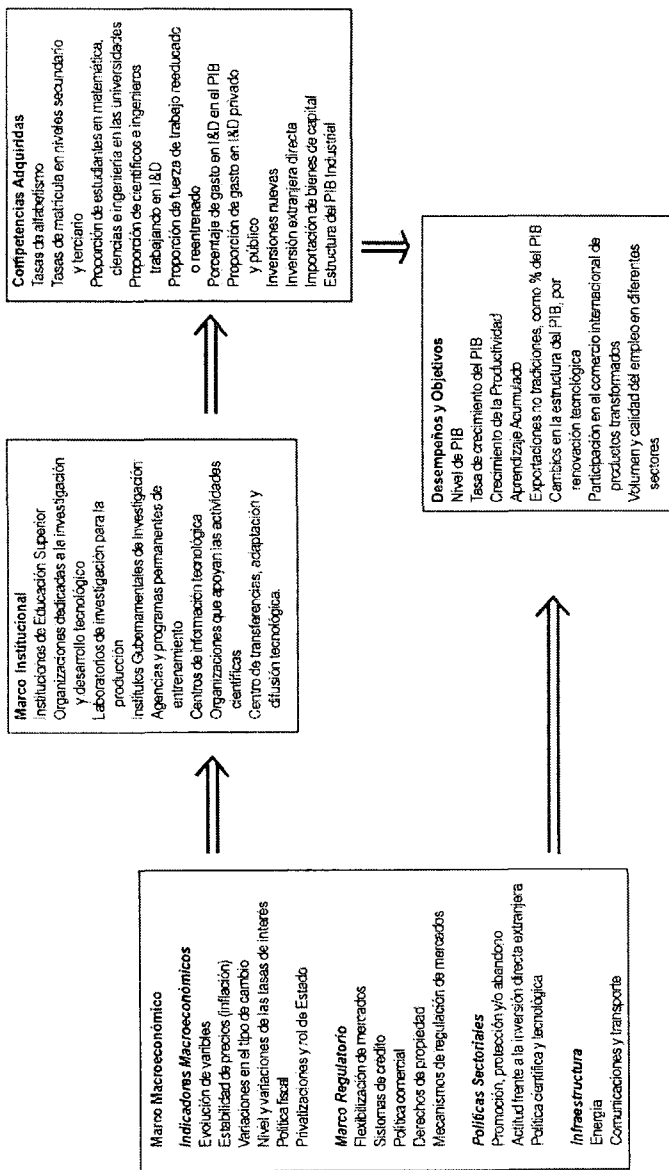 Marco Macroeconómico
Indicadores Macroeconómicos
Evolución de varibles
Estabilidad de precios (inflación)
Variaciones en el tipo de cambio
Nivel y variaciones de las tasas de interés
Política fiscal
Privatizaciones y rol de Estado
Marco Regulatorio
Flexibilización de mercados
Sistemas de crédito
Política comercial
Derechos de propiedad
Mecanismos de regulación de mercados
Políticas Sectoriales
Promoción, protección y/o abandono
Actitud frente a la inversión directa extranjera
Política científica y tecnológica
Infraestructura
Energía
Comunicaciones y transporte
Marco Institucional
Instituciones de Educación Superior
Organizaciones dedicadas a la investigación
y desarrollo tecnológico
Laboratorios de investigación para la
producción
Institutos Gubernamentales de Investigación
Agencias y programas permanentes de
entrenamiento
Centros de información tecnológica
Organizaciones que apoyan las actividades
científicas
Centro de transferencias, adaptación y
difusión tecnológica.
Competencias Adquiridas
Tasas de alfabetismo
Tasas de matrícula en niveles secundario
y terciario
Proporción de estudiantes en matemática,
ciencias e ingeniería en las universidades
Proporción de científicos e ingenieros
trabajando en I&D
Proporción de fuerza de trabajo reeducado
o reentrenado
Porcentaje de gasto en I&D en el PIB
Proporción de gasto en I&D privado
y público
Inversiones nuevas
Inversión extranjera directa
Importación de bienes de capital
Estructura del PIB Industrial
Desempeños y Objetivos
Nivel de PIB
Tasa de crecimiento del PIB
Crecimiento de la Productividad
Aprendizaje Acumulado
Exportaciones no tradiciones, como % del PIB
Cambios en la estructura del PIB, por
renovación tecnológica
Participación en el comercio internacional de
productos transformados
Volumen y calidad del empleo en diferentes
sectores